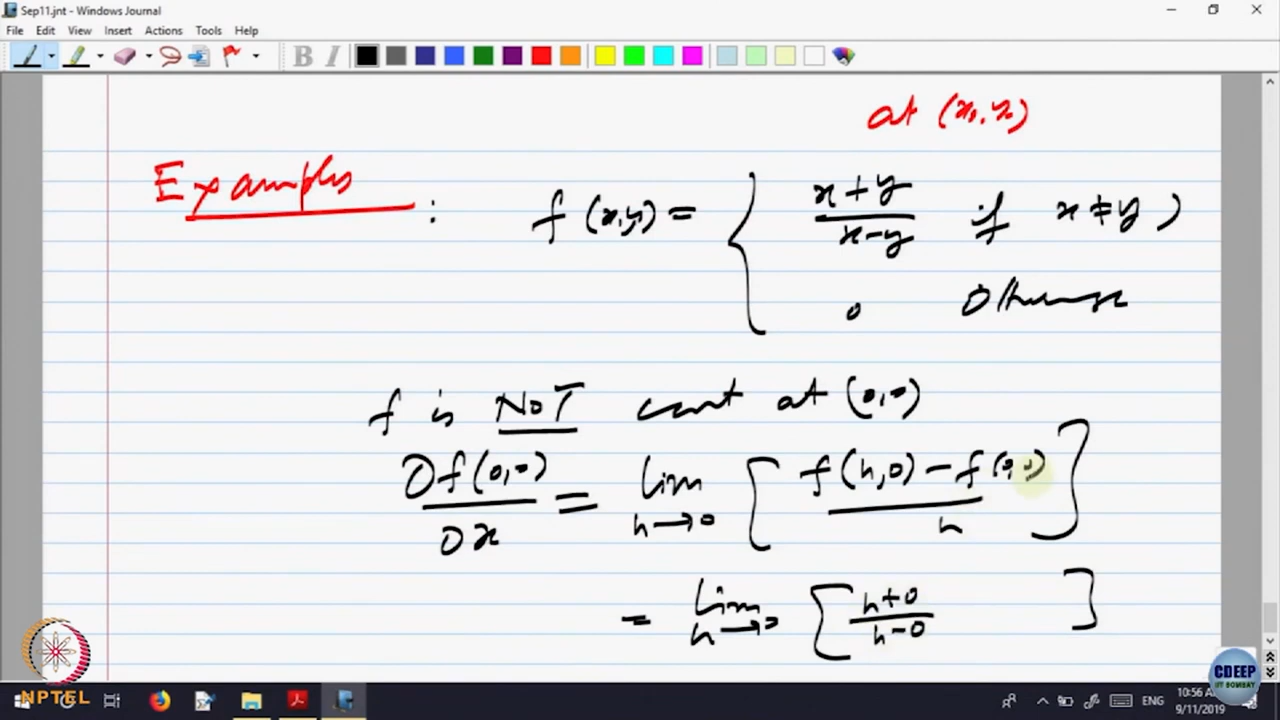 Sep11.jnt - Windows Journal
File Edit View Insert Actions Tools Help
B I
at (x₀, y₀)
Examples : f(x,y) = { x+y / x-y if x ≠ y,
0 otherwise
f is NOT cont at (0,0)
∂f(0,0) / ∂x = lim h→0 [ f(h,0) - f(0,0) / h ]
= lim h→0 [ h+0 / h-0 ]
NPTEL
CDEEP
IIT BOMBAY
ENG
10:56 A
9/11/2019